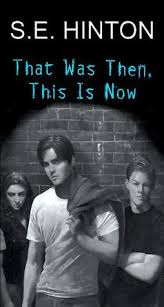 S.E. HINTON
That Was Then,
This Is Now